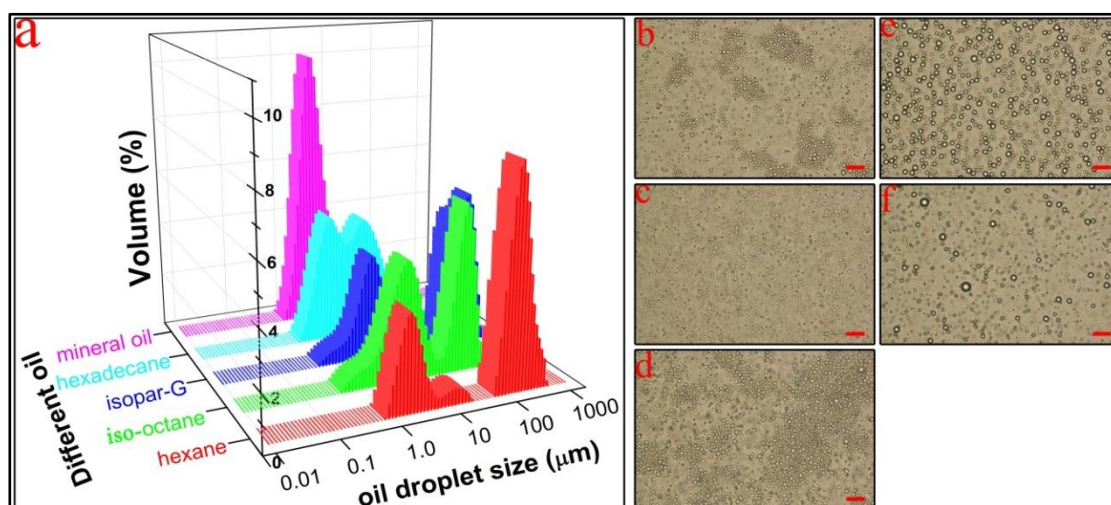 a
Volume (%)
10
8
6
4
2
0
Different oil
mineral oil
hexadecane
isopar-G
iso-octane
hexane
0.01
0.1
1.0
10
100
1000
oil droplet size (μm)
b
c
d
e
f